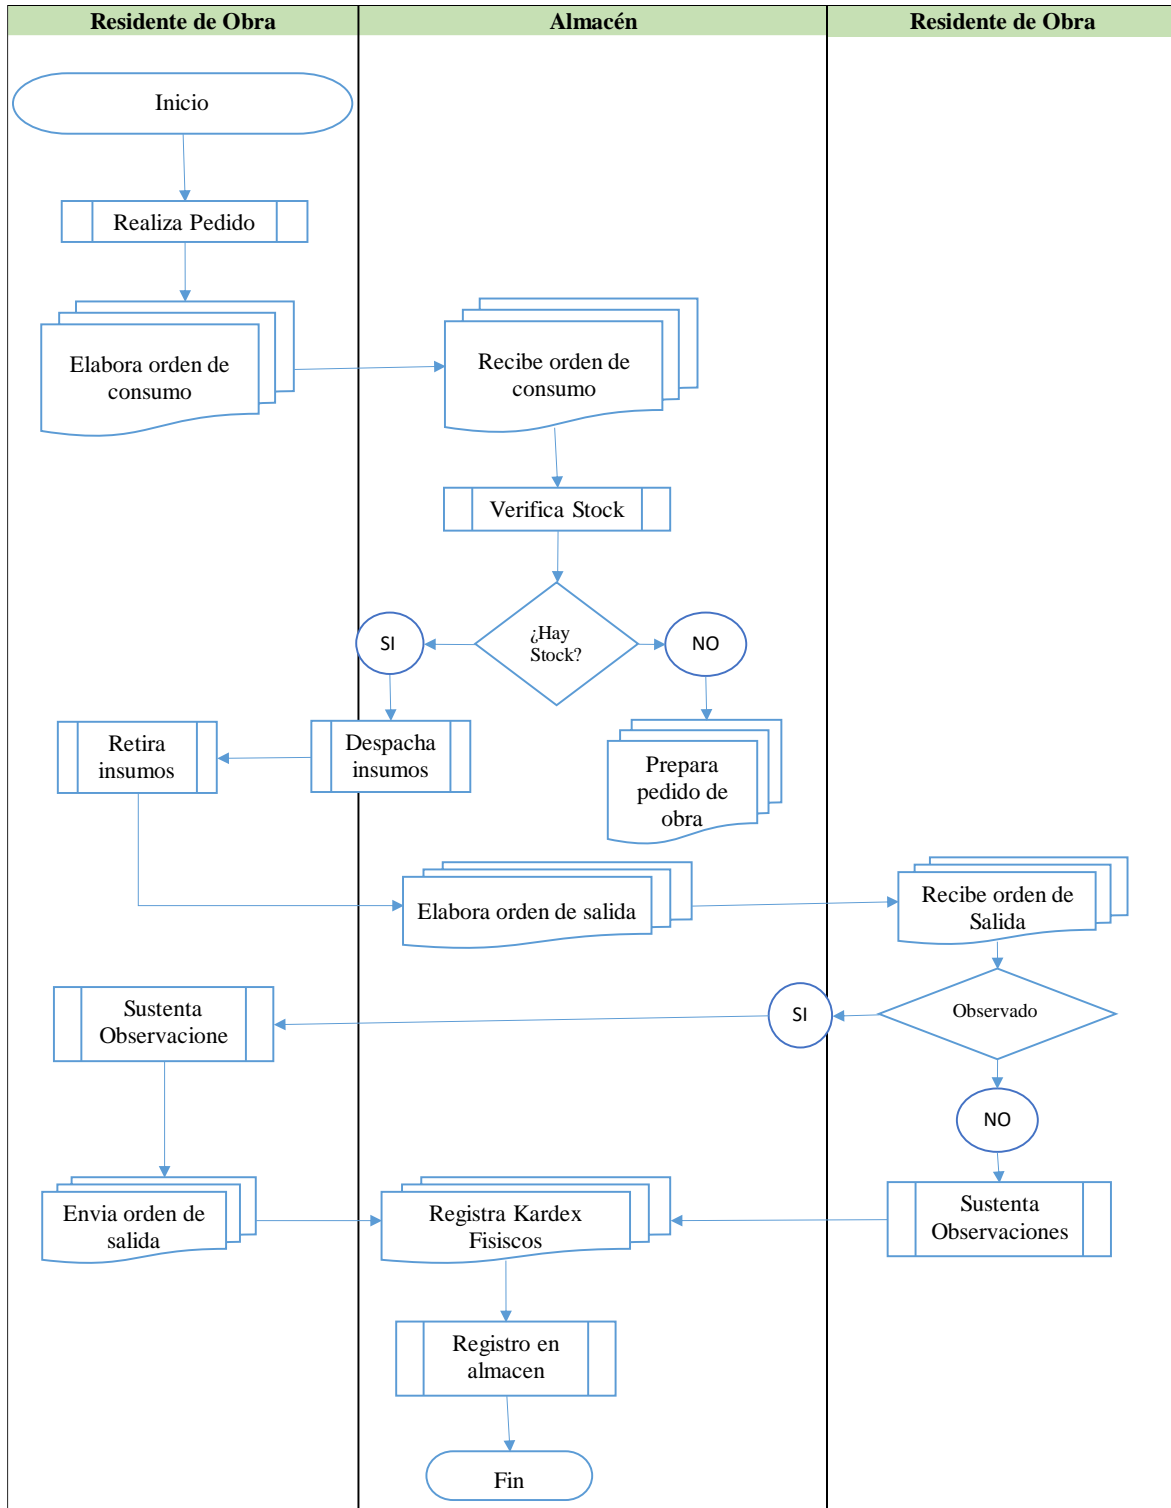 Residente de Obra
Almacén
Residente de Obra
Inicio
Realiza Pedido
Elabora orden de
consumo
Recibe orden de
consumo
Verifica Stock
¿Hay
Stock?
SI
NO
Retira
insumos
Despacha
insumos
Prepara
pedido de
obra
Elabora orden de salida
Recibe orden de
Salida
Sustenta
Observacione
SI
Observado
NO
Envia orden de
salida
Registra Kardex
Fisiscos
Sustenta
Observaciones
Registro en
almacen
Fin